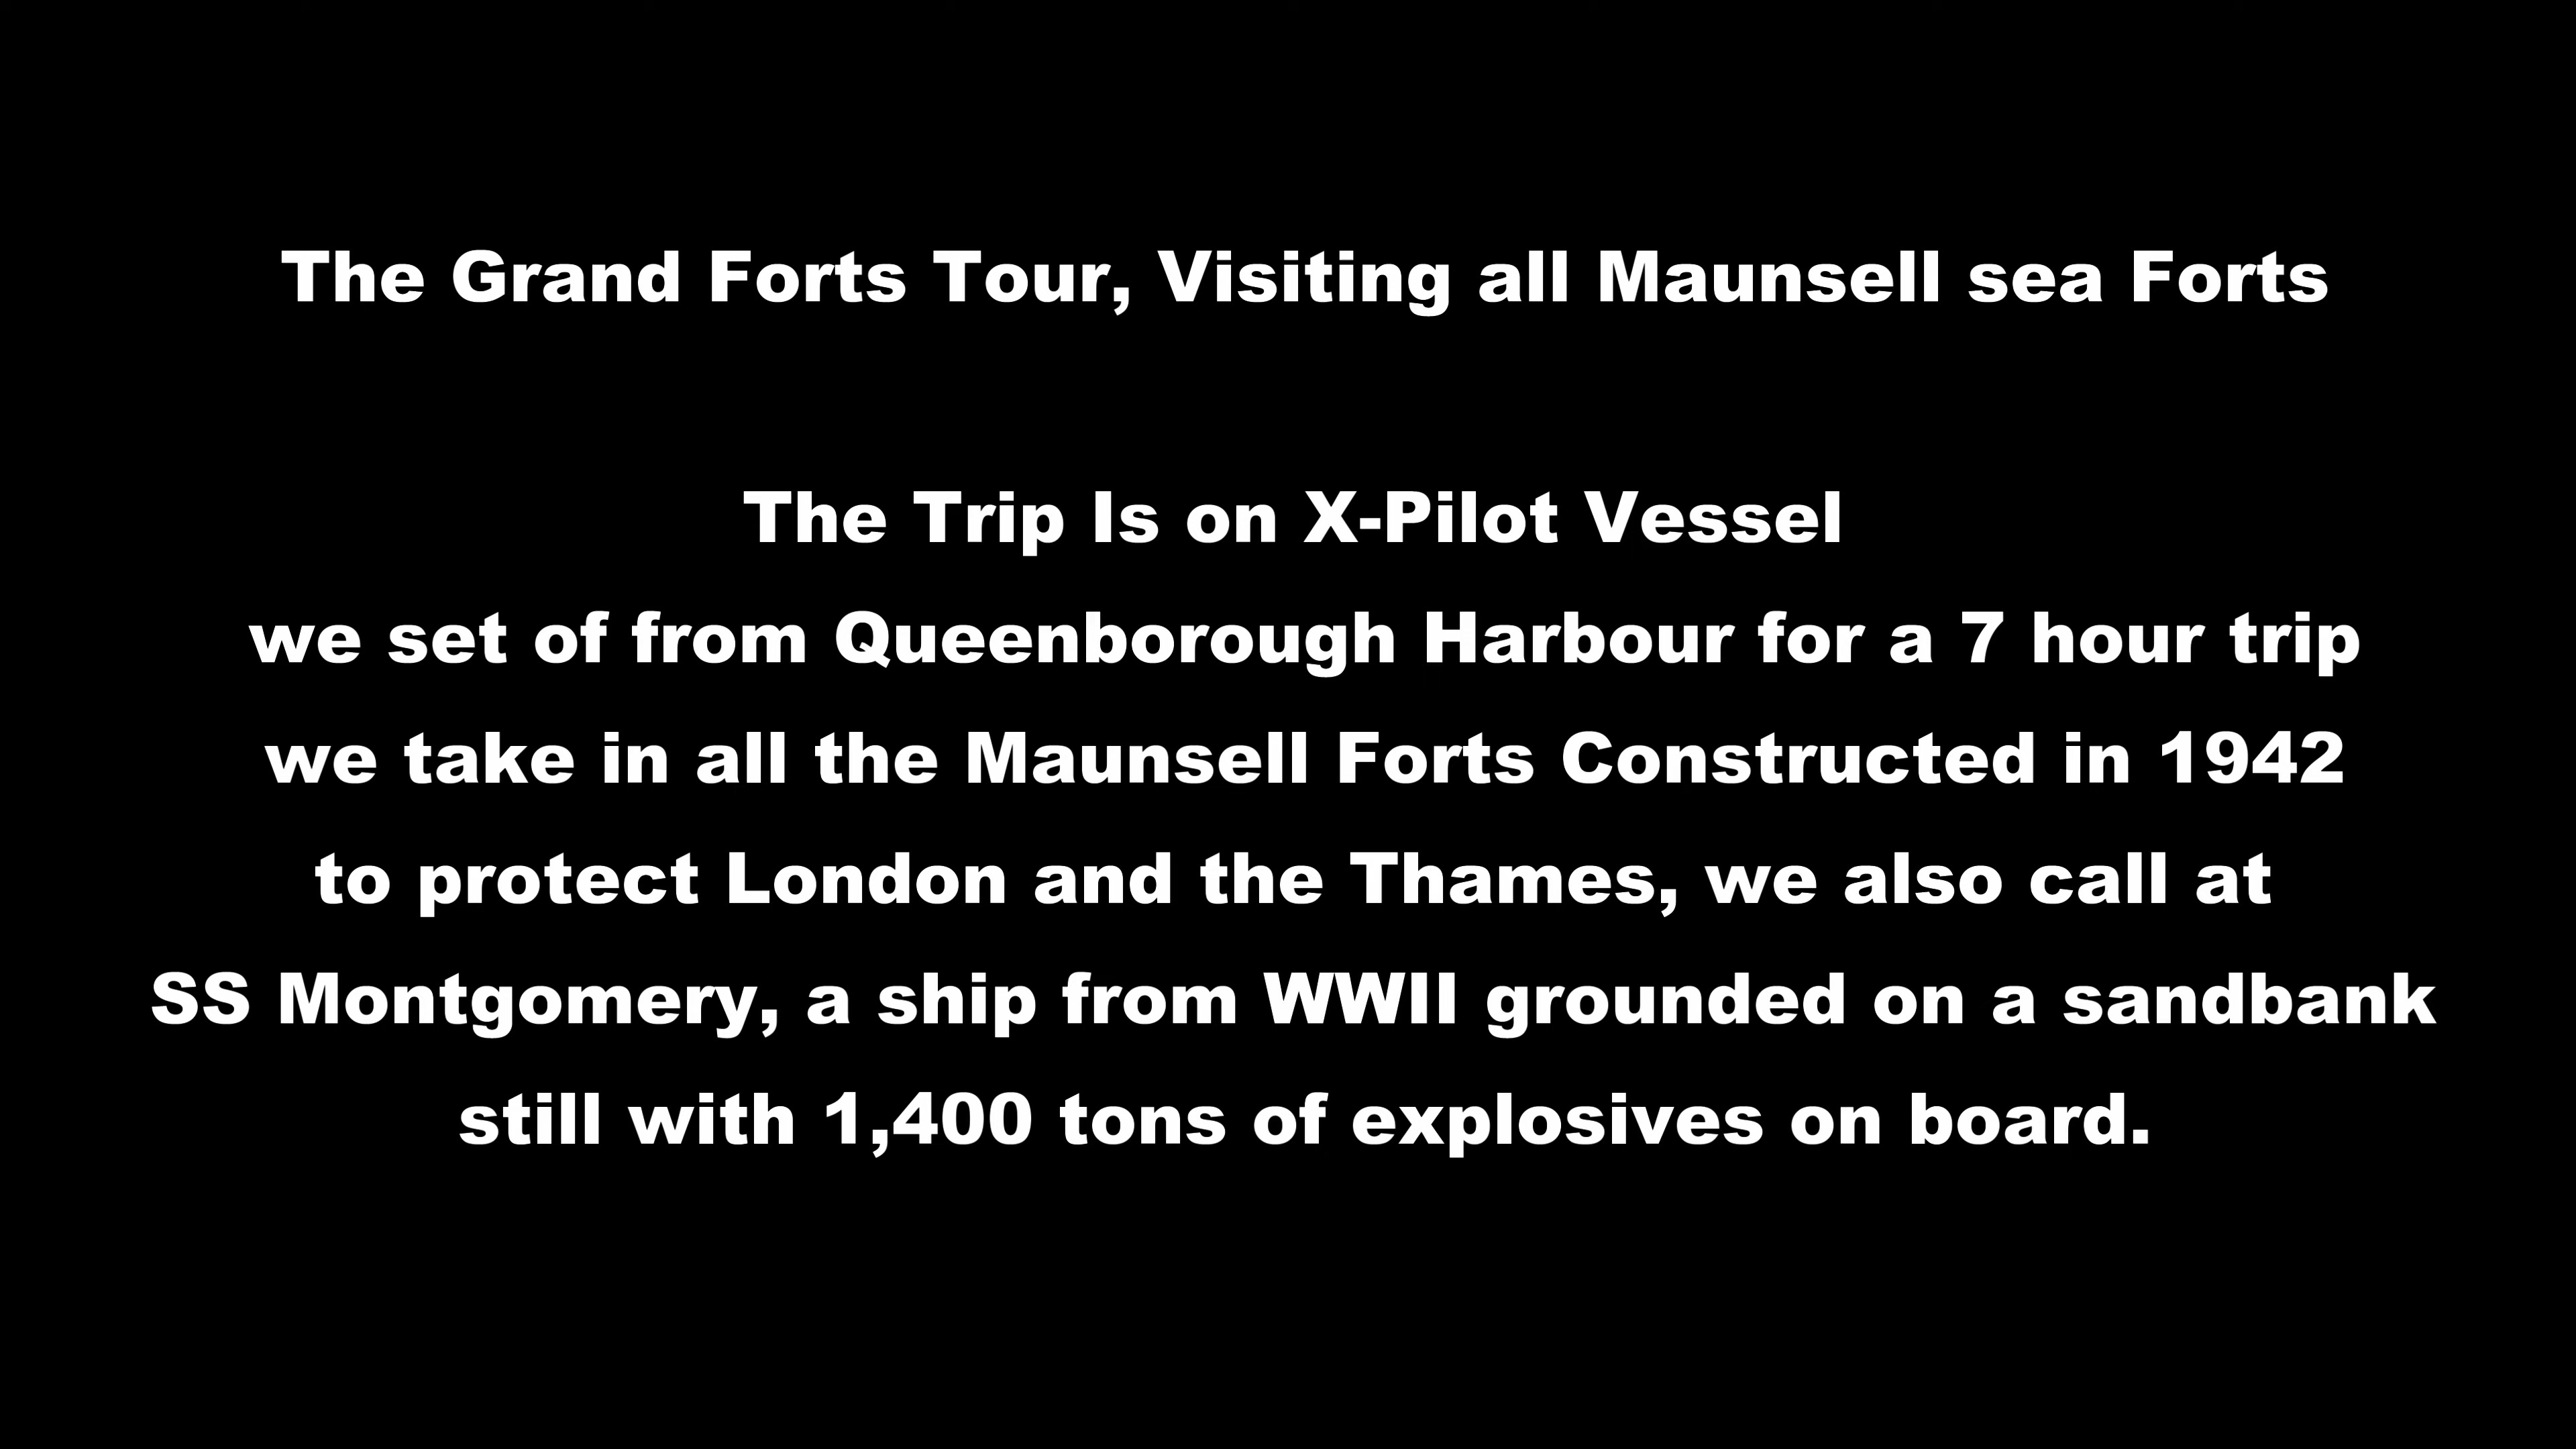 The Grand Forts Tour, Visiting all Maunsell sea Forts
The Trip Is on X-Pilot Vessel
we set of from Queenborough Harbour for a 7 hour trip
we take in all the Maunsell Forts Constructed in 1942
to protect London and the Thames, we also call at
SS Montgomery, a ship from WWII grounded on a sandbank
still with 1,400 tons of explosives on board.